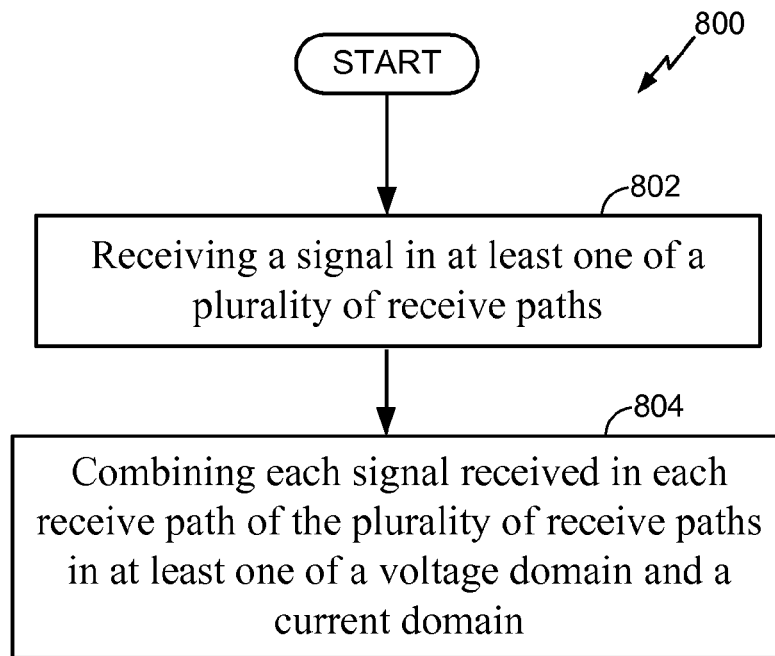 800
START
802
Receiving a signal in at least one of a
plurality of receive paths
804
Combining each signal received in each
receive path of the plurality of receive paths
in at least one of a voltage domain and a
current domain